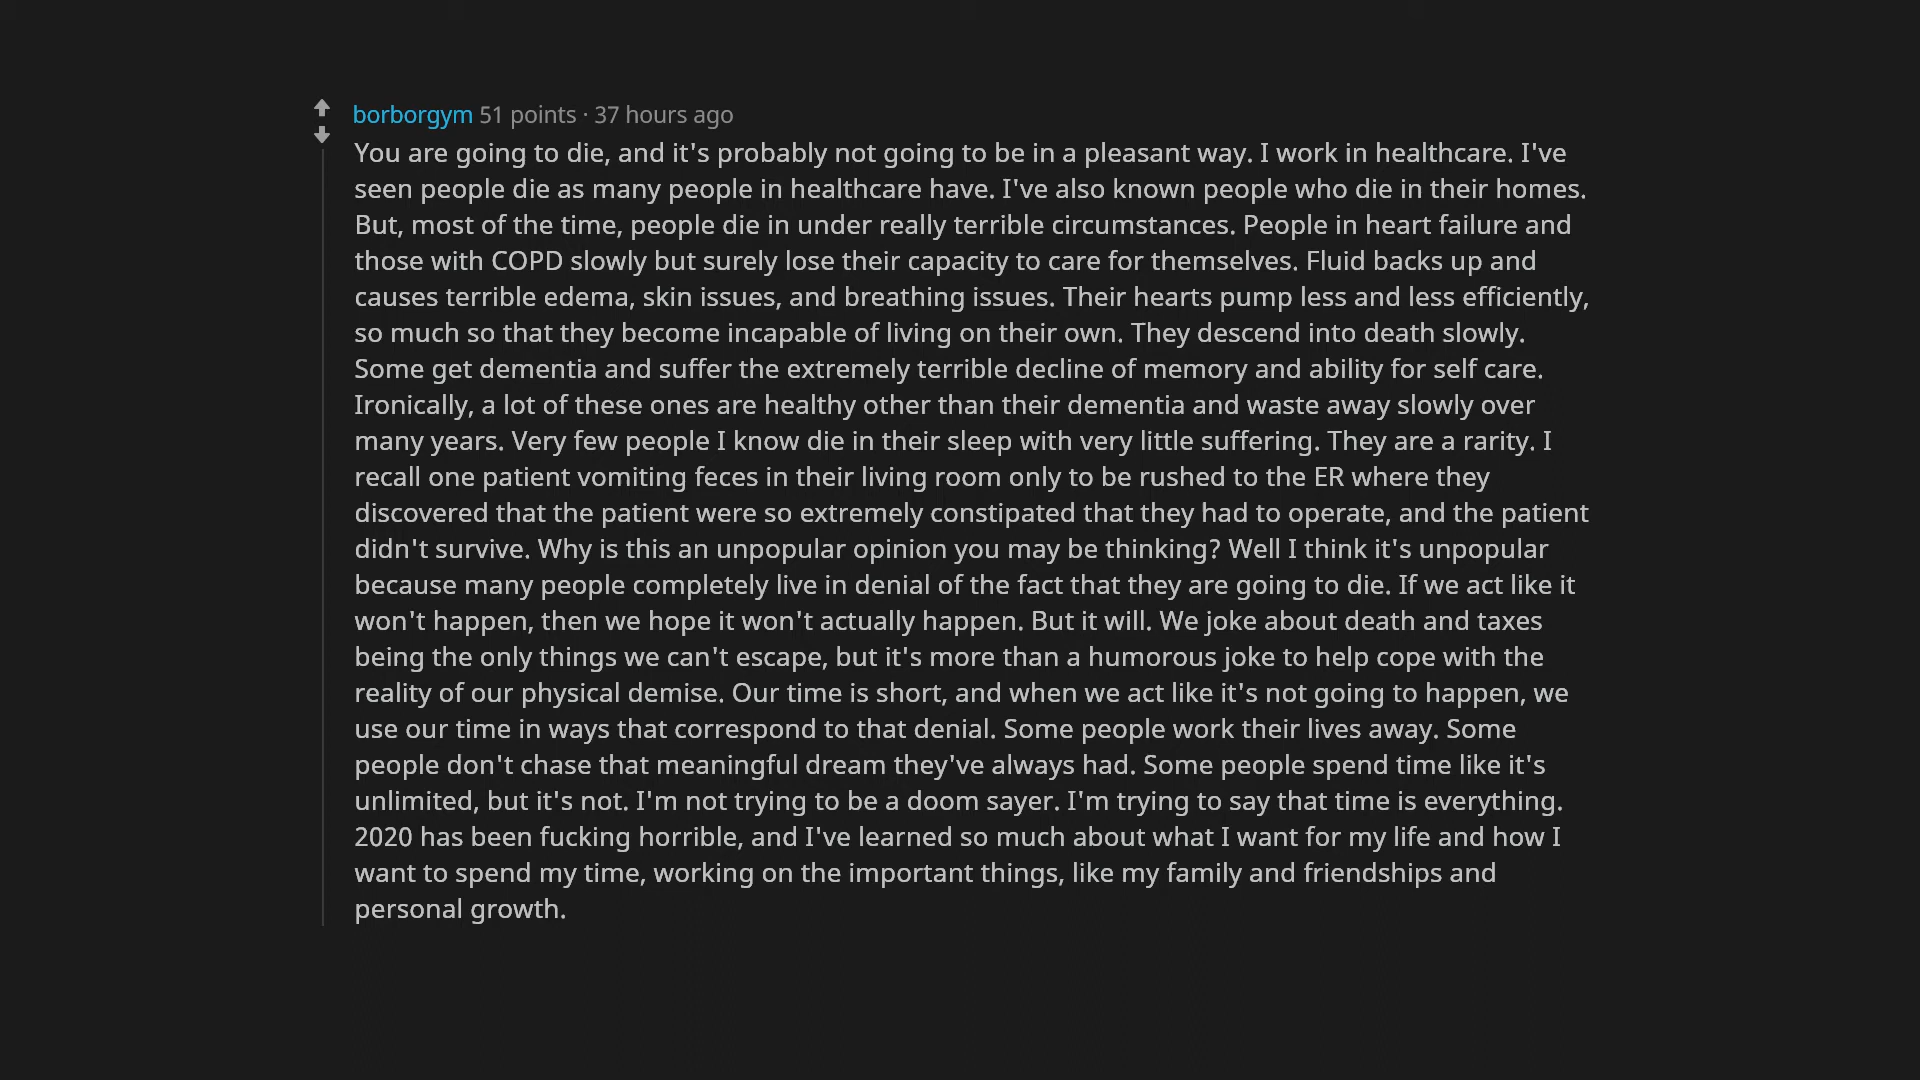 borborgym 51 points · 37 hours ago
You are going to die, and it's probably not going to be in a pleasant way. I work in healthcare. I've
seen people die as many people in healthcare have. I've also known people who die in their homes.
But, most of the time, people die in under really terrible circumstances. People in heart failure and
those with COPD slowly but surely lose their capacity to care for themselves. Fluid backs up and
causes terrible edema, skin issues, and breathing issues. Their hearts pump less and less efficiently,
so much so that they become incapable of living on their own. They descend into death slowly.
Some get dementia and suffer the extremely terrible decline of memory and ability for self care.
Ironically, a lot of these ones are healthy other than their dementia and waste away slowly over
many years. Very few people I know die in their sleep with very little suffering. They are a rarity. I
recall one patient vomiting feces in their living room only to be rushed to the ER where they
discovered that the patient were so extremely constipated that they had to operate, and the patient
didn't survive. Why is this an unpopular opinion you may be thinking? Well I think it's unpopular
because many people completely live in denial of the fact that they are going to die. If we act like it
won't happen, then we hope it won't actually happen. But it will. We joke about death and taxes
being the only things we can't escape, but it's more than a humorous joke to help cope with the
reality of our physical demise. Our time is short, and when we act like it's not going to happen, we
use our time in ways that correspond to that denial. Some people work their lives away. Some
people don't chase that meaningful dream they've always had. Some people spend time like it's
unlimited, but it's not. I'm not trying to be a doom sayer. I'm trying to say that time is everything.
2020 has been fucking horrible, and I've learned so much about what I want for my life and how I
want to spend my time, working on the important things, like my family and friendships and
personal growth.